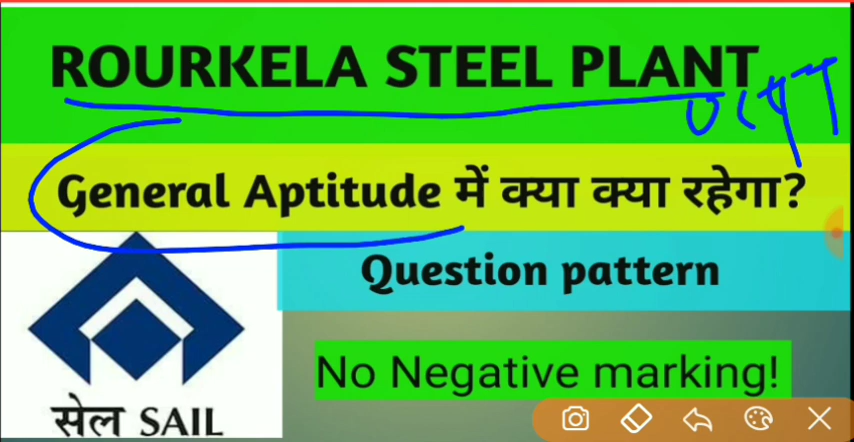 ROURKELA STEEL PLANT
General Aptitude में क्या क्या रहेगा?
Question pattern
No Negative marking!
सेल SAIL